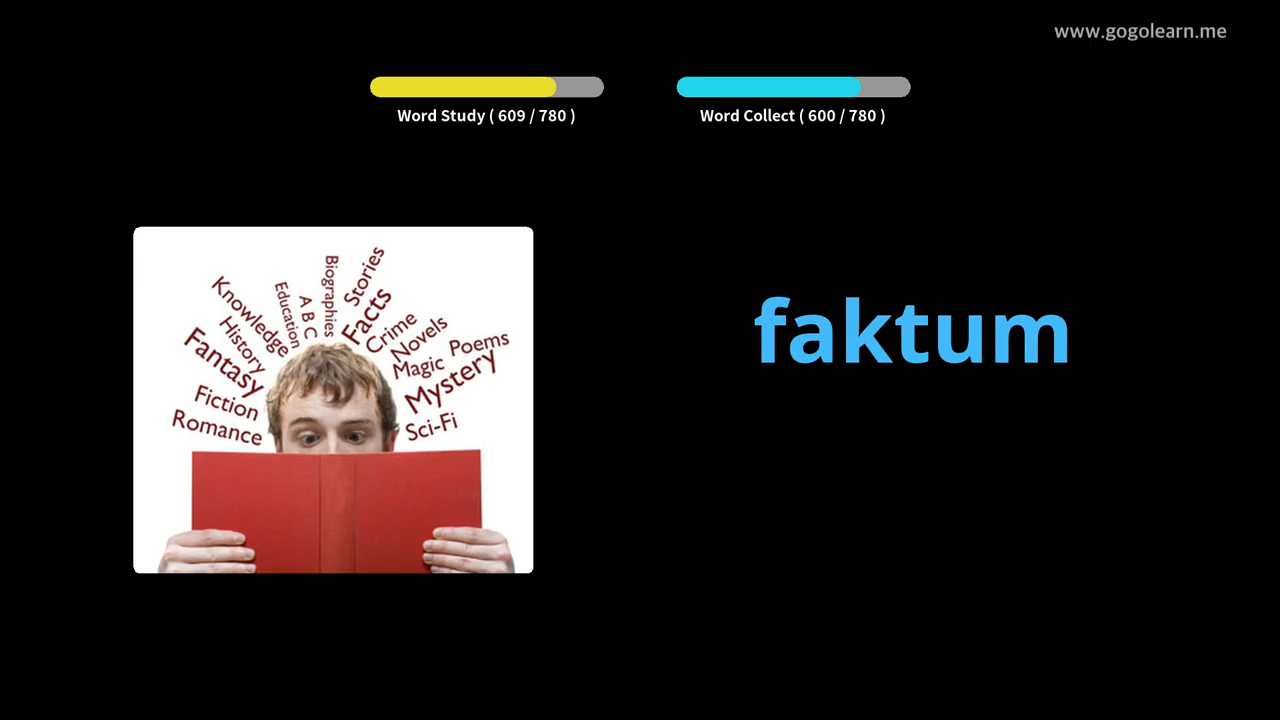 www.gogolearn.me
Word Study ( 609 / 780 )
Word Collect ( 600 / 780 )
faktum
Romance
Fiction
Fantasy
History
Knowledge
Education
A B C
Biographies
Stories
Facts
Crime
Novels
Magic
Poems
Mystery
Sci-Fi